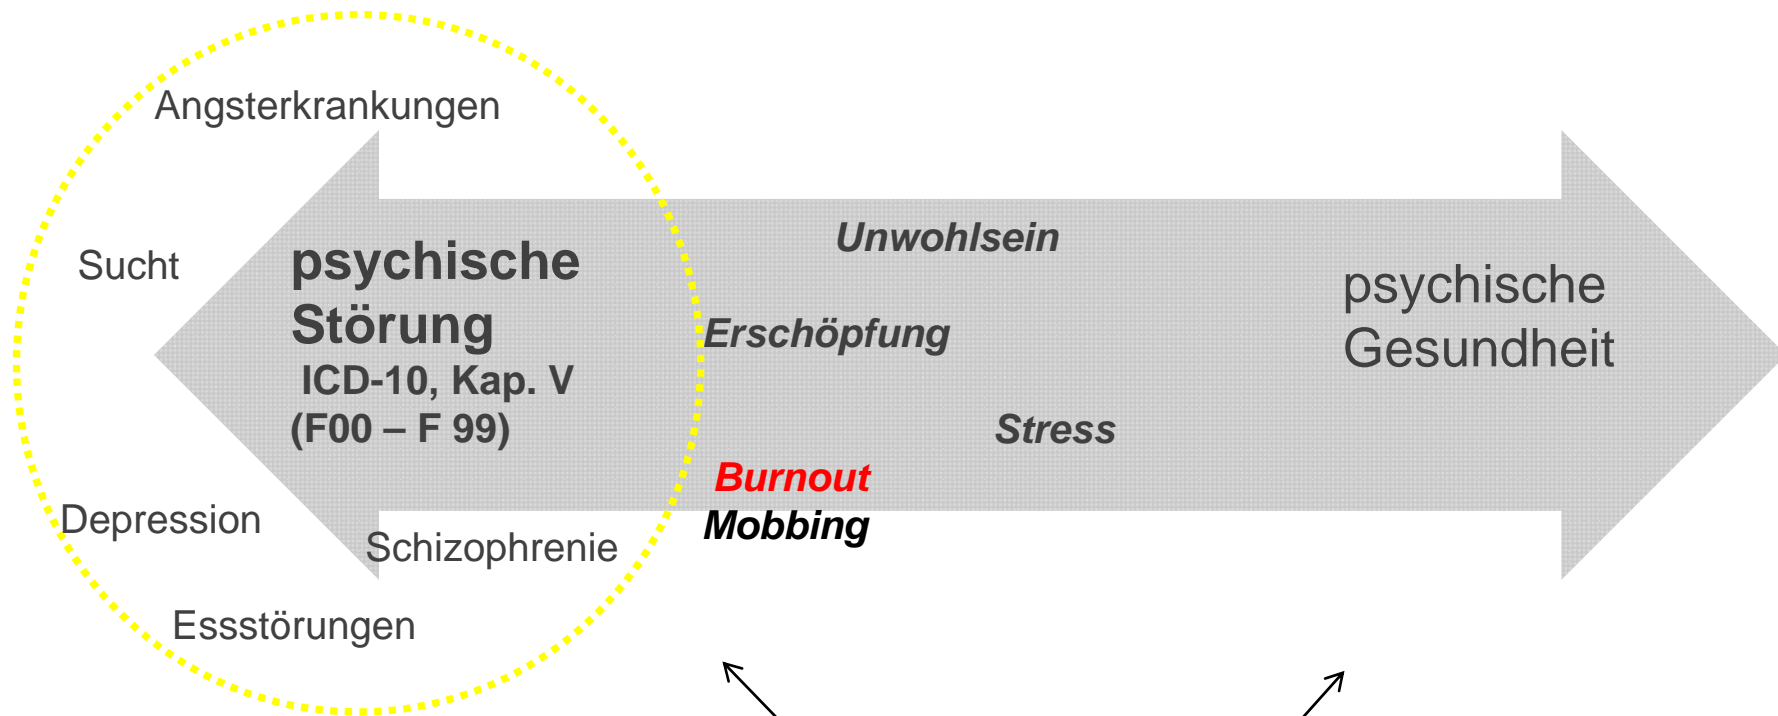 Angsterkrankungen
Sucht
psychische
Störung
ICD-10, Kap. V
(F00 – F 99)
Depression
Schizophrenie
Essstörungen
Unwohlsein
Erschöpfung
Stress
Burnout
Mobbing
psychische
Gesundheit